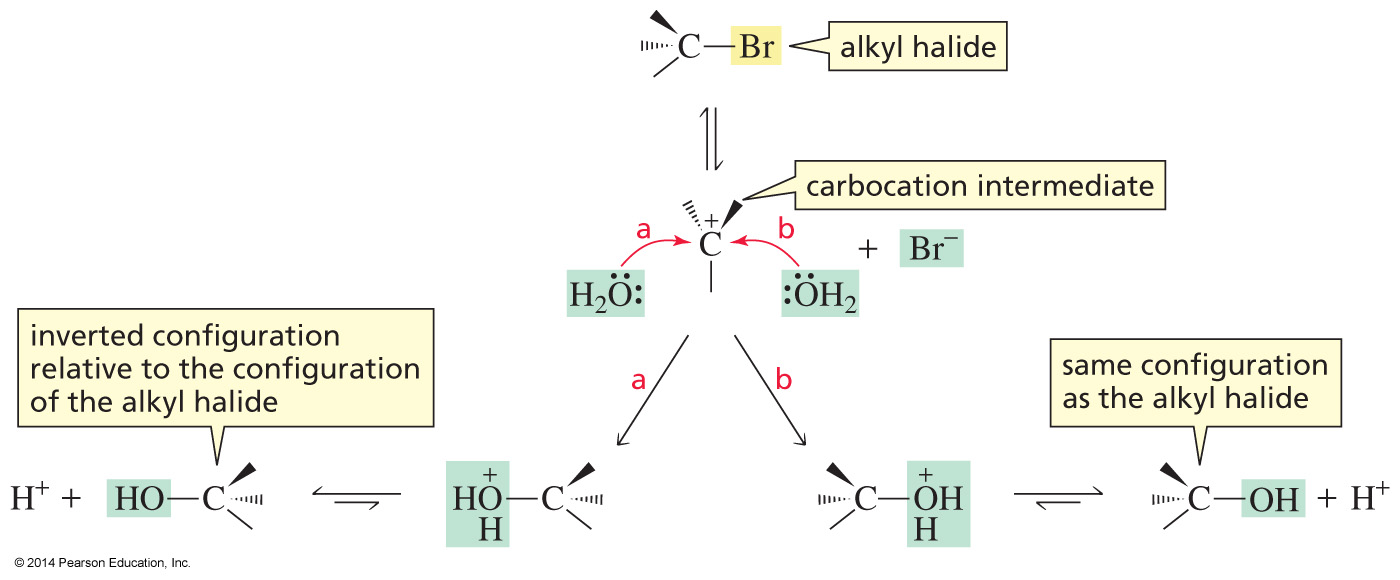 C—Br
alkyl halide
carbocation intermediate
a
+
C
b
H₂Ö:
:ÖH₂
+ Br⁻
inverted configuration
relative to the configuration
of the alkyl halide
a
b
same configuration
as the alkyl halide
H⁺ + HO—C
+
HO—C
H
+
C—OH
H
C—OH + H⁺
© 2014 Pearson Education, Inc.